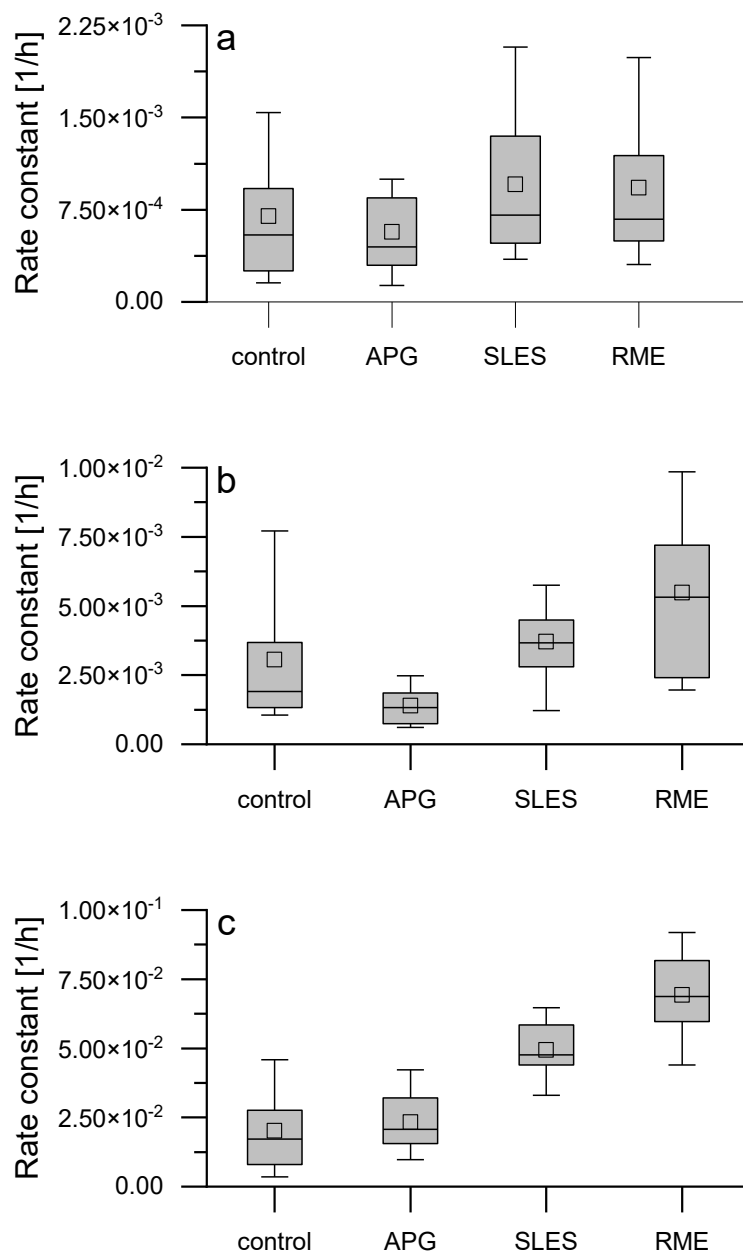 a
Rate constant [1/h]
2.25×10⁻³
1.50×10⁻³
7.50×10⁻⁴
0.00
control APG SLES RME
b
Rate constant [1/h]
1.00×10⁻²
7.50×10⁻³
5.00×10⁻³
2.50×10⁻³
0.00
control APG SLES RME
c
Rate constant [1/h]
1.00×10⁻¹
7.50×10⁻²
5.00×10⁻²
2.50×10⁻²
0.00
control APG SLES RME